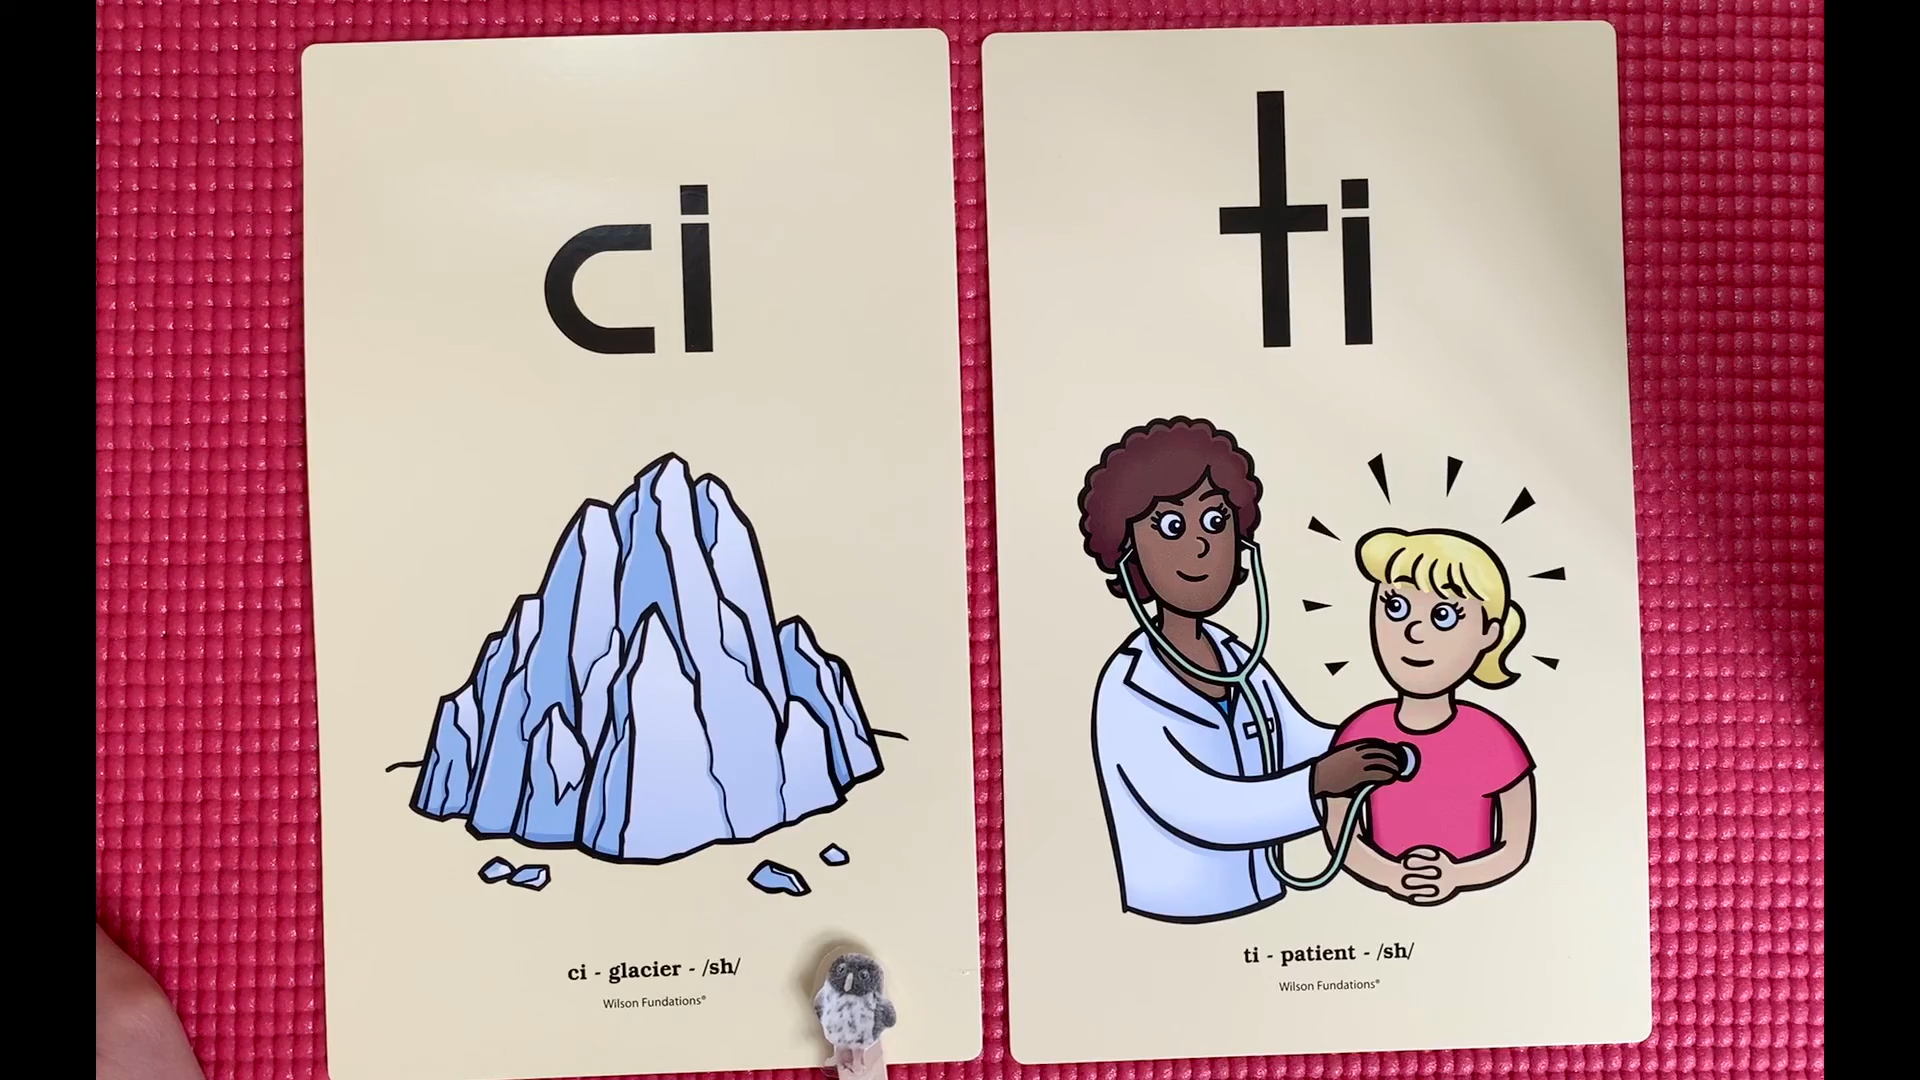 ci
ci - glacier - /sh/
Wilson Fundations®
ti
ti - patient - /sh/
Wilson Fundations®